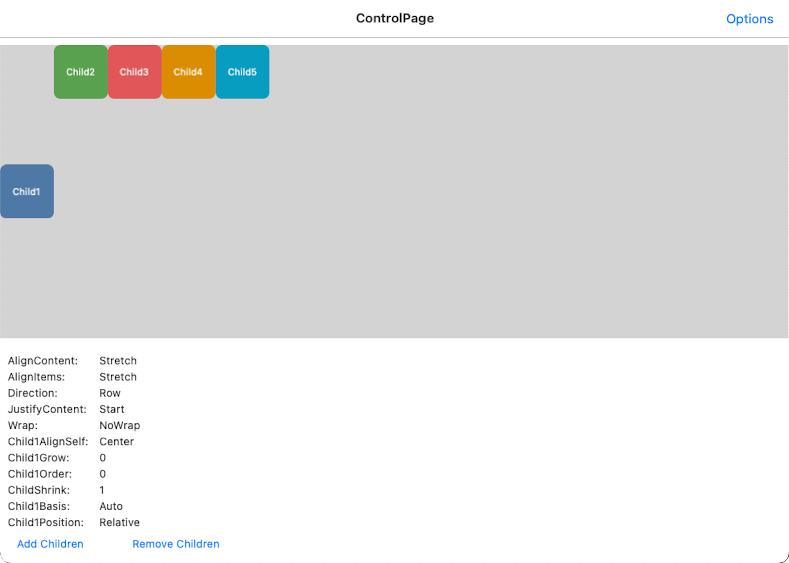 ControlPage
Options
Child2 Child3 Child4 Child5
Child1
AlignContent: Stretch
AlignItems: Stretch
Direction: Row
JustifyContent: Start
Wrap: NoWrap
Child1AlignSelf: Center
Child1Grow: 0
Child1Order: 0
ChildShrink: 1
Child1Basis: Auto
Child1Position: Relative
Add Children Remove Children